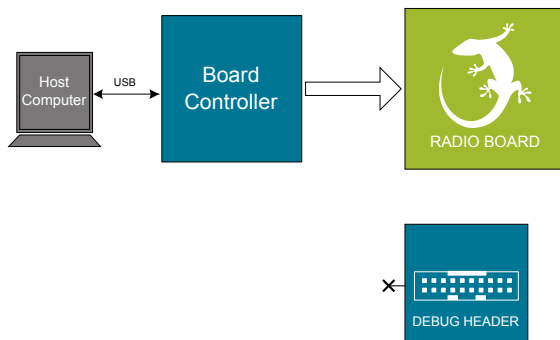 Host
Computer
USB
Board
Controller
RADIO BOARD
DEBUG HEADER